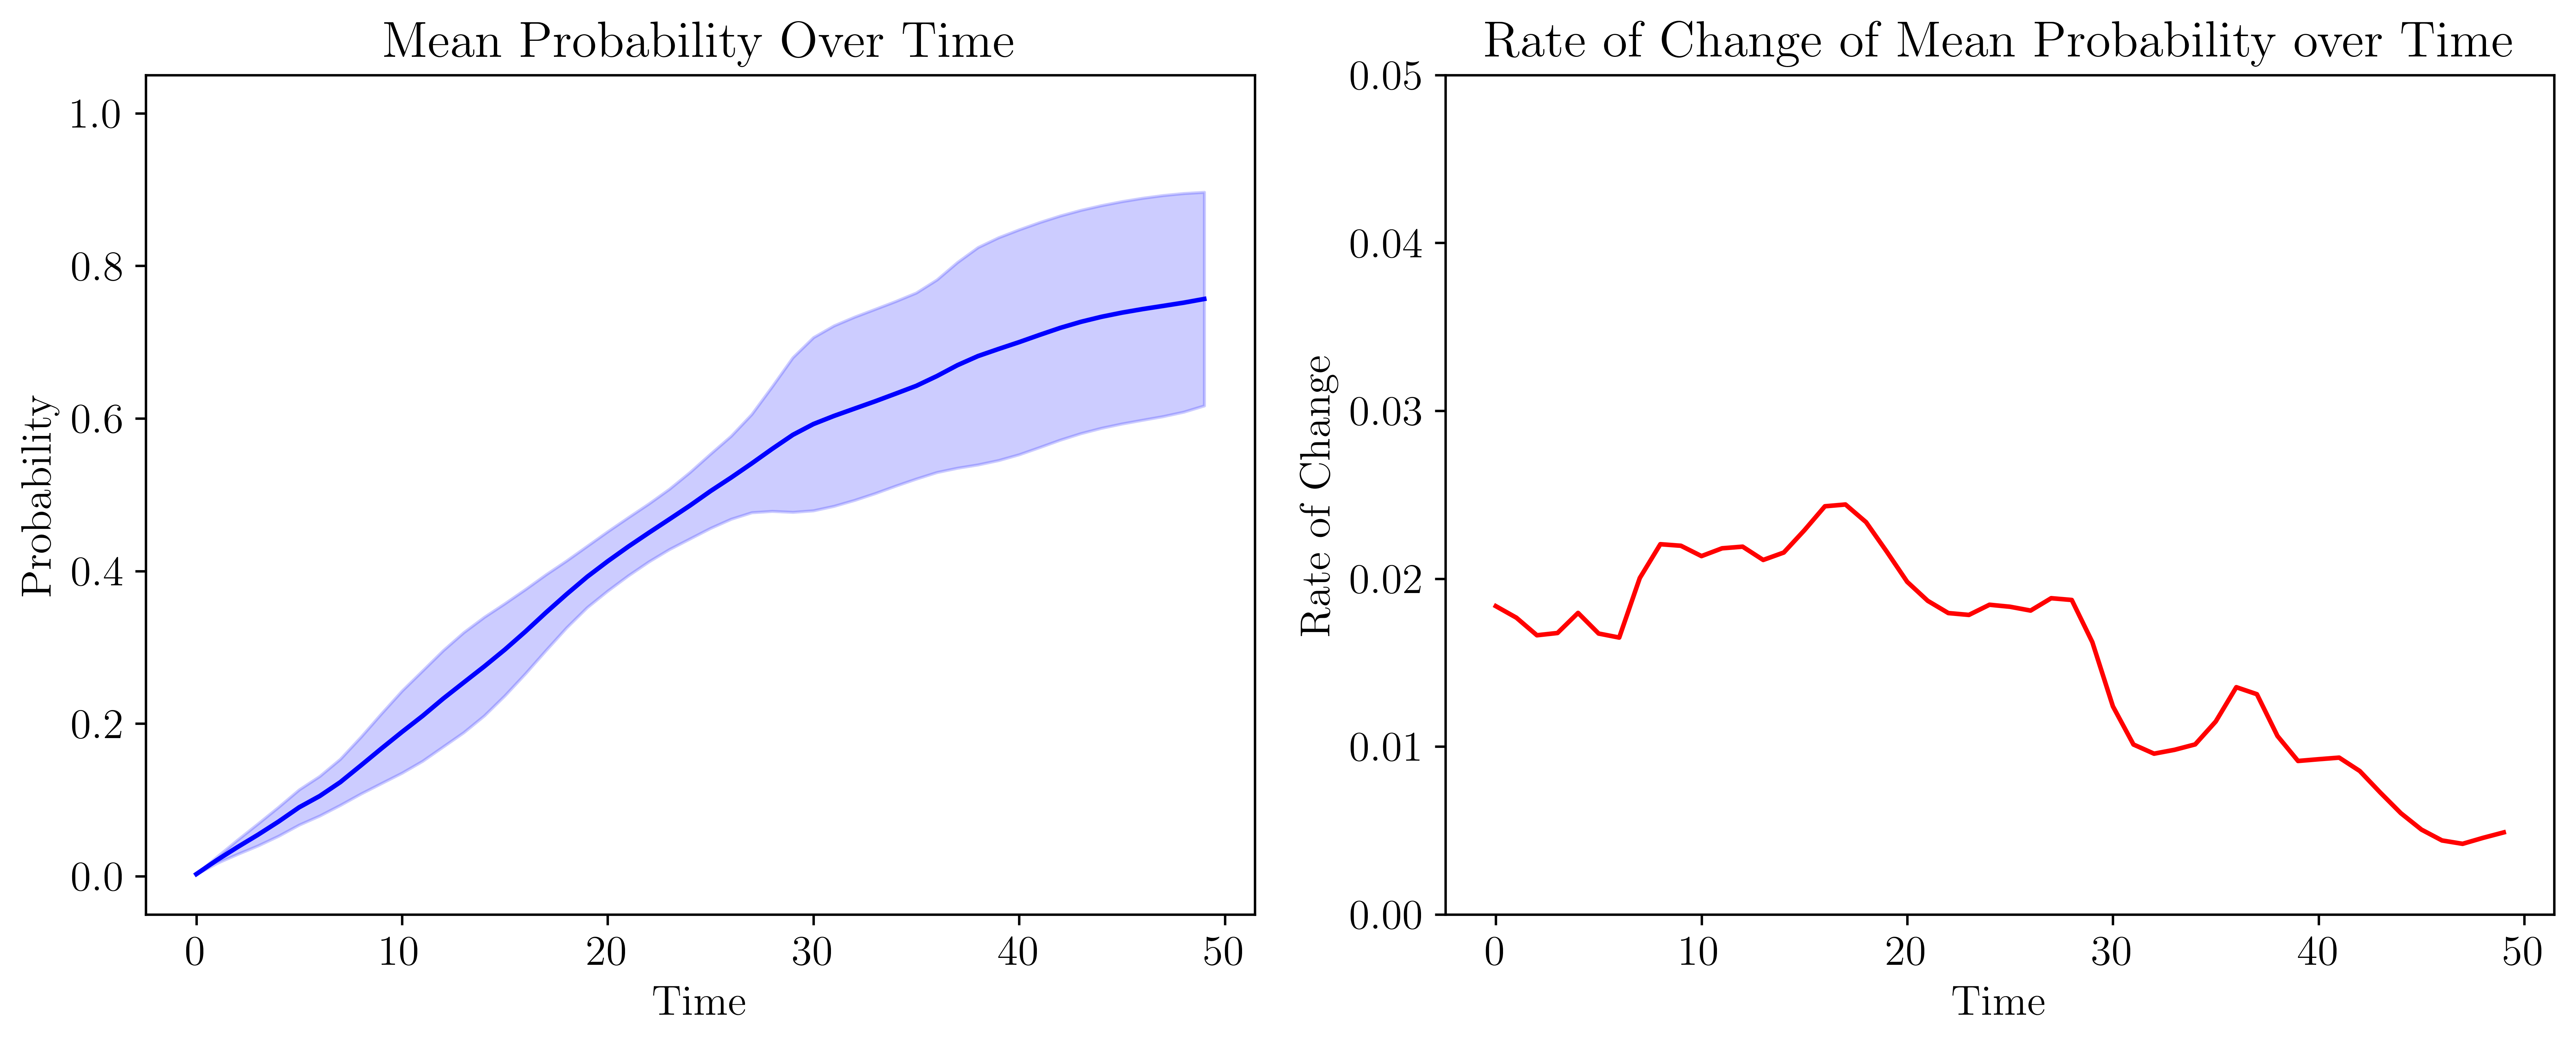 Mean Probability Over Time
Probability
1.0
0.8
0.6
0.4
0.2
0.0
0 10 20 30 40 50
Time
Rate of Change of Mean Probability over Time
Rate of Change
0.05
0.04
0.03
0.02
0.01
0.00
0 10 20 30 40 50
Time